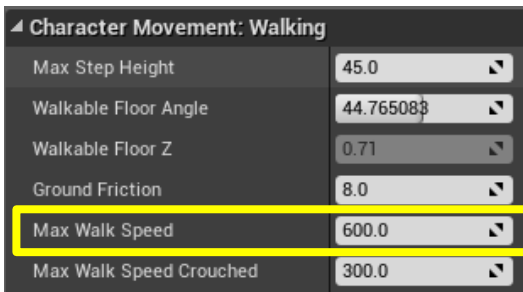 Character Movement: Walking
Max Step Height 45.0
Walkable Floor Angle 44.765083
Walkable Floor Z 0.71
Ground Friction 8.0
Max Walk Speed 600.0
Max Walk Speed Crouched 300.0